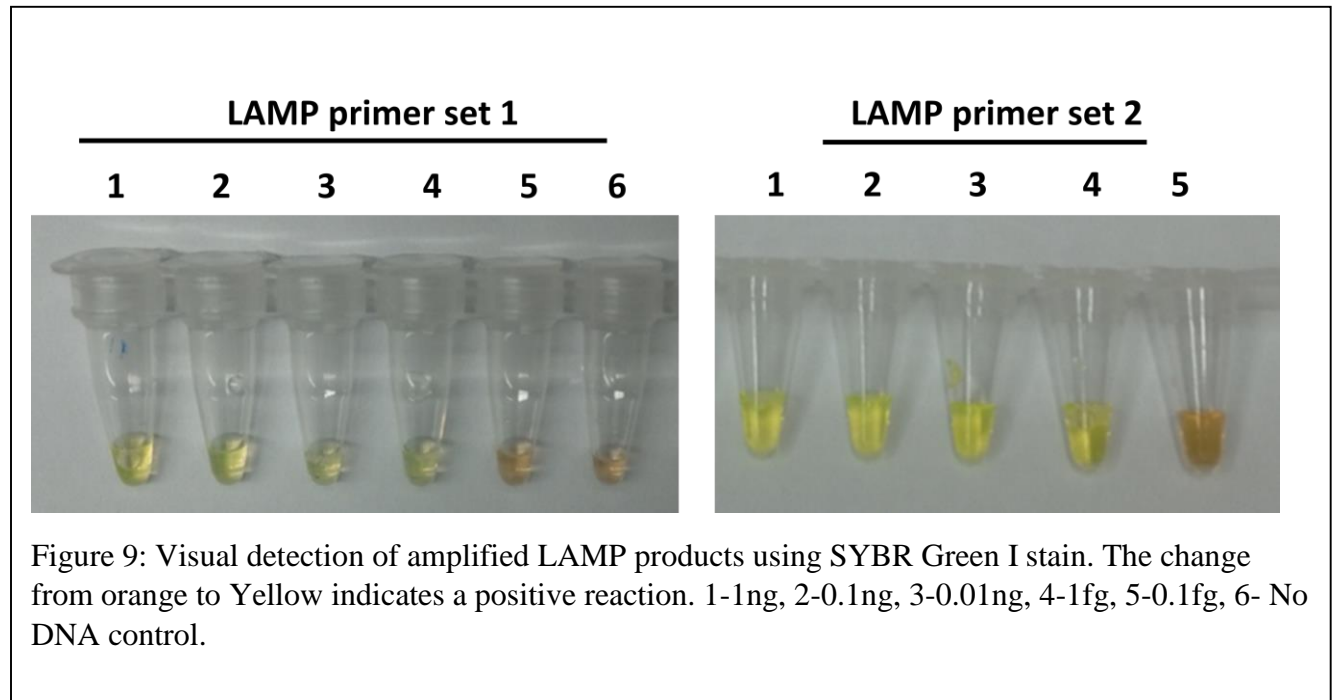 LAMP primer set 1
LAMP primer set 2
1 2 3 4 5 6
1 2 3 4 5
Figure 9: Visual detection of amplified LAMP products using SYBR Green I stain. The change
from orange to Yellow indicates a positive reaction. 1-1ng, 2-0.1ng, 3-0.01ng, 4-1fg, 5-0.1fg, 6- No
DNA control.